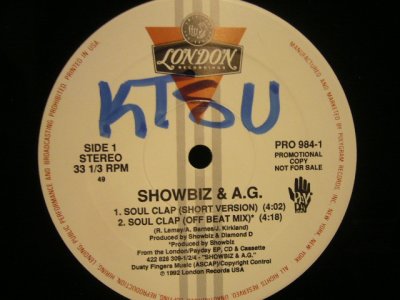 LONDON
RECORDINGS
KTSU
SIDE 1
STEREO
33 1/3 RPM
49
PRO 984-1
PROMOTIONAL
COPY
NOT FOR SALE
SHOWBIZ & A.G.
1. SOUL CLAP (SHORT VERSION) (4:02)
2. SOUL CLAP (OFF BEAT MIX)* (4:18)
(R. Lemay/A. Barnes/J. Kirkland)
Produced by Showbiz & Diamond D
*Produced by Showbiz
From the London/Payday EP, CD & Cassette
422 828 309-1/2/4 - "SHOWBIZ & A.G."
Dusty Fingers Music (ASCAP)/Copyright Control
℗ 1992 London Records USA
PAY
DAY